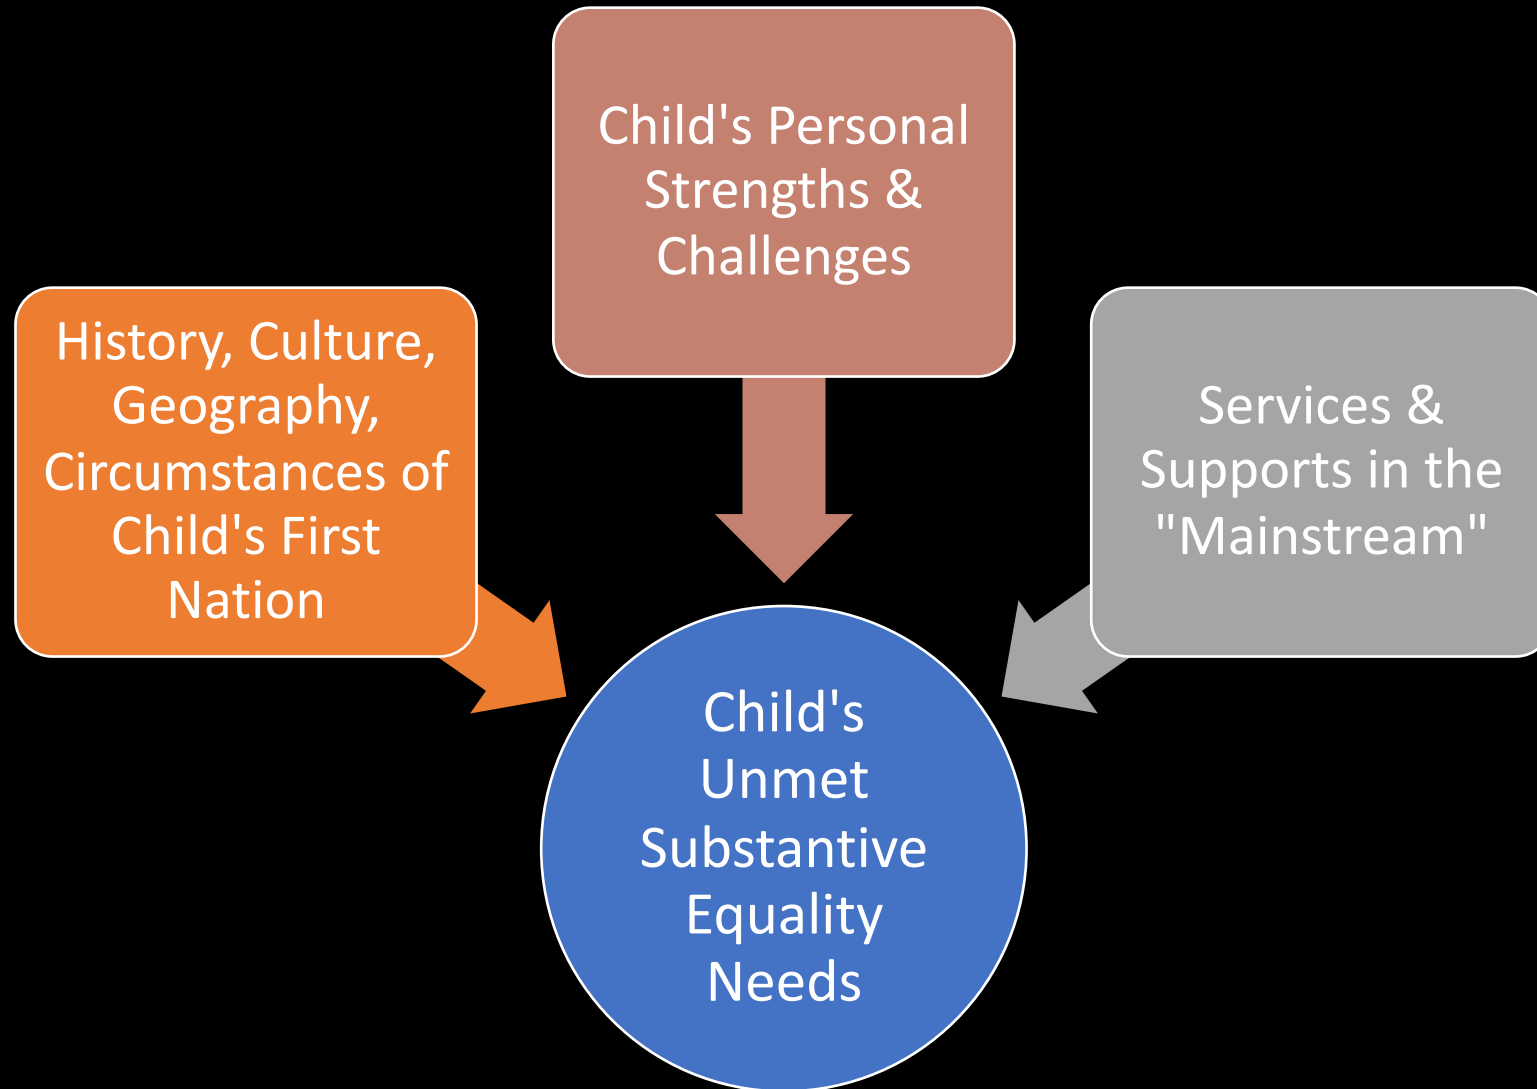 Child's Personal
Strengths &
Challenges
History, Culture,
Geography,
Circumstances of
Child's First
Nation
Services &
Supports in the
"Mainstream"
Child's
Unmet
Substantive
Equality
Needs